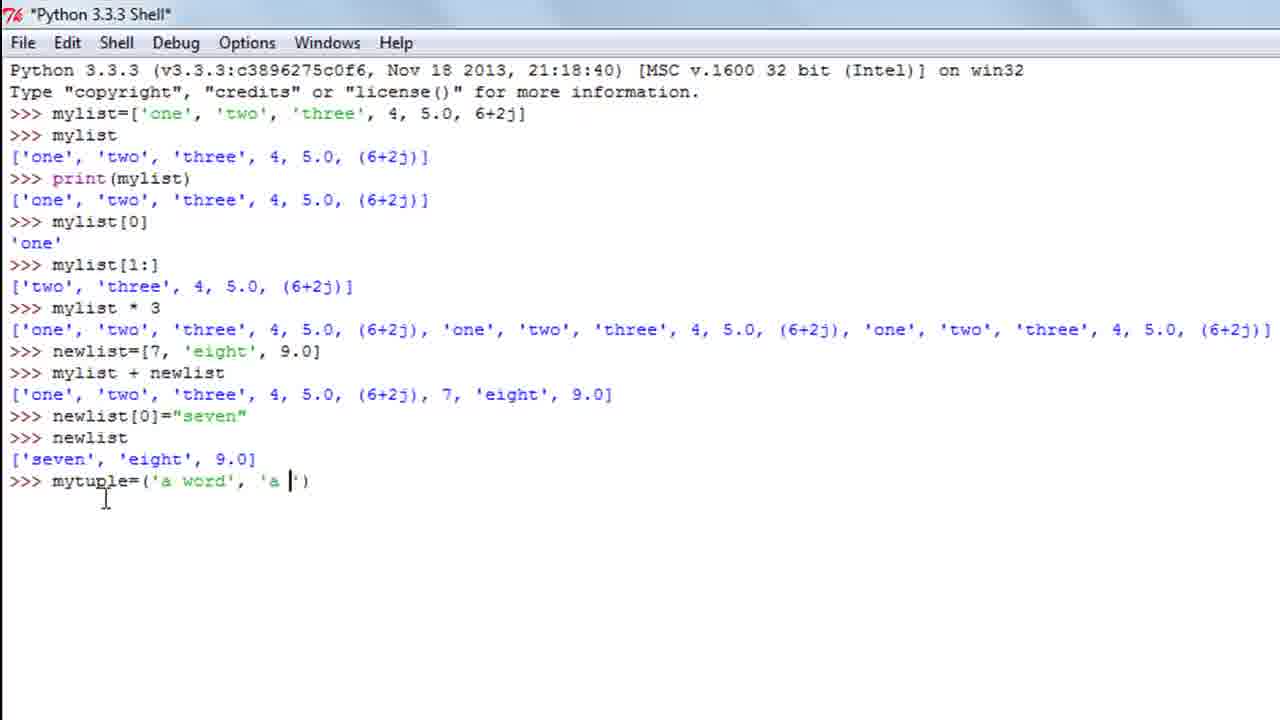 *Python 3.3.3 Shell*
File Edit Shell Debug Options Windows Help
Python 3.3.3 (v3.3.3:c3896275c0f6, Nov 18 2013, 21:18:40) [MSC v.1600 32 bit (Intel)] on win32
Type "copyright", "credits" or "license()" for more information.
>>> mylist=['one', 'two', 'three', 4, 5.0, 6+2j]
>>> mylist
['one', 'two', 'three', 4, 5.0, (6+2j)]
>>> print(mylist)
['one', 'two', 'three', 4, 5.0, (6+2j)]
>>> mylist[0]
'one'
>>> mylist[1:]
['two', 'three', 4, 5.0, (6+2j)]
>>> mylist * 3
['one', 'two', 'three', 4, 5.0, (6+2j), 'one', 'two', 'three', 4, 5.0, (6+2j), 'one', 'two', 'three', 4, 5.0, (6+2j)]
>>> newlist=[7, 'eight', 9.0]
>>> mylist + newlist
['one', 'two', 'three', 4, 5.0, (6+2j), 7, 'eight', 9.0]
>>> newlist[0]="seven"
>>> newlist
['seven', 'eight', 9.0]
>>> mytuple=('a word', 'a ')